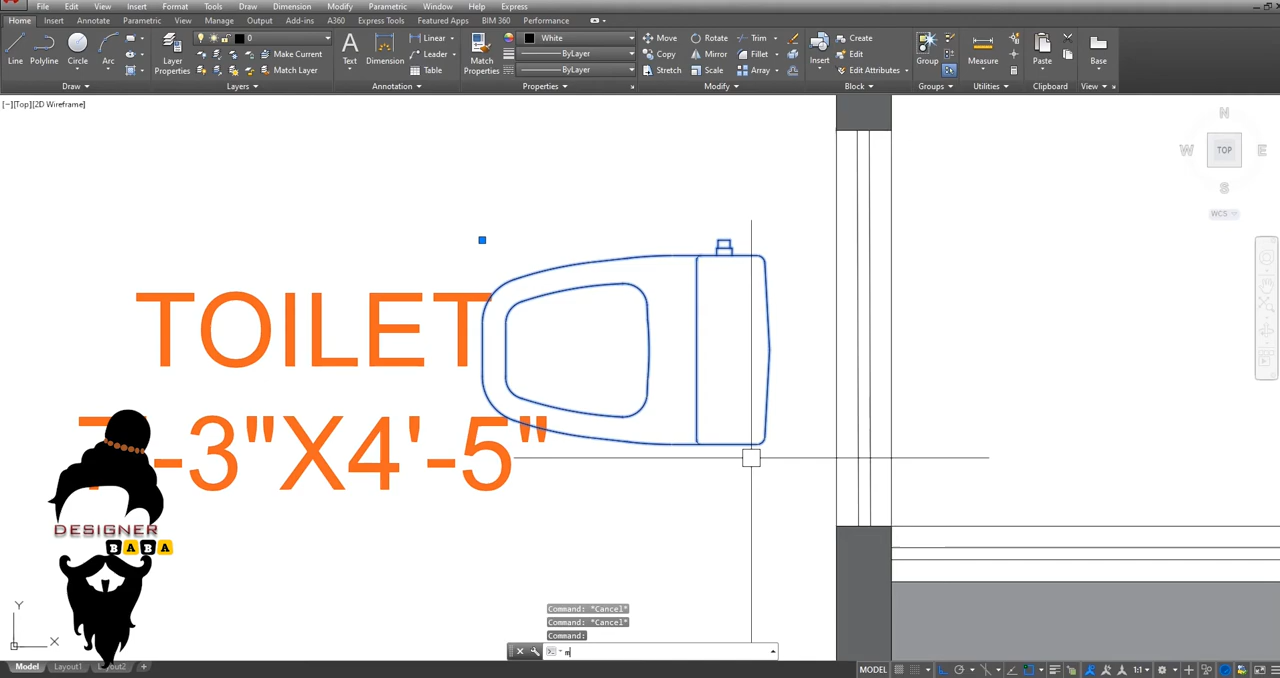 File Edit View Insert Format Tools Draw Dimension Modify Parametric Window Help Express
Home Insert Annotate Parametric View Manage Output Add-ins A360 Express Tools Featured Apps BIM 360 Performance
Line Polyline Circle Arc
Layer Properties
0
Make Current
Match Layer
Text Dimension
Linear
Leader
Table
Match Properties
White
ByLayer
ByLayer
Move Rotate Trim
Copy Mirror Fillet
Stretch Scale Array
Insert
Create
Edit
Edit Attributes
Group
Measure
Paste
Base
Draw Layers Annotation Properties Modify Block Groups Utilities Clipboard View
[−][Top][2D Wireframe]
N
W TOP E
S
WCS
TOILET
7'-3"X4'-5"
DESIGNER
BABA
Command: *Cancel*
Command: *Cancel*
Command:
m
Y
X
Model Layout1 Layout2 +
MODEL
1:1